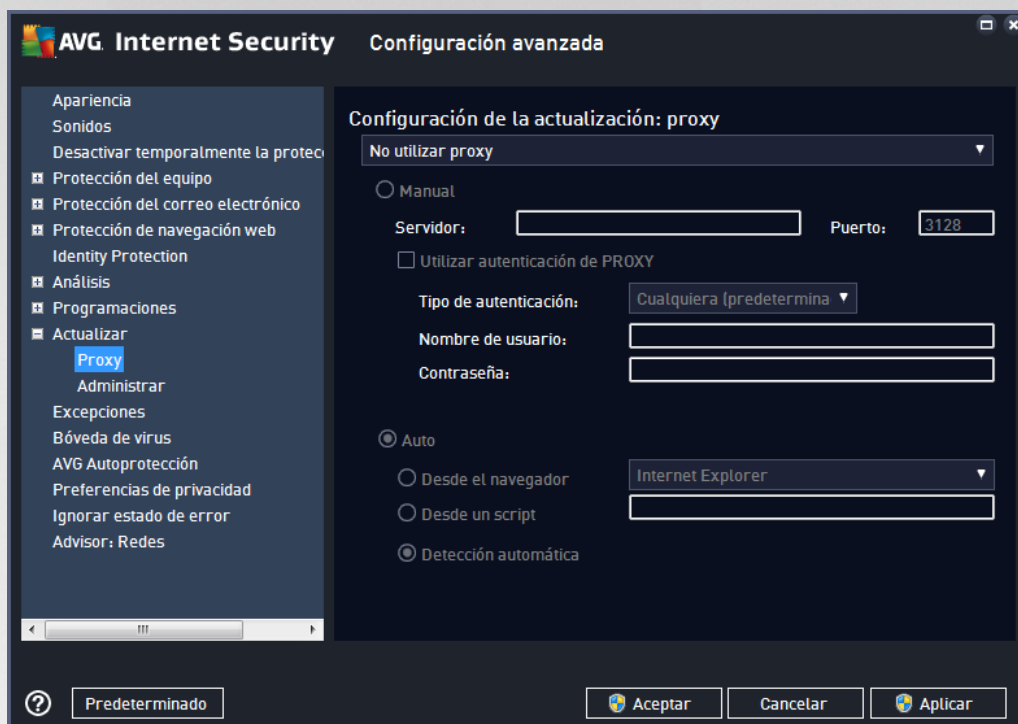 AVG Internet Security Configuración avanzada
Apariencia
Sonidos
Desactivar temporalmente la protec
Protección del equipo
Protección del correo electrónico
Protección de navegación web
Identity Protection
Análisis
Programaciones
Actualizar
Proxy
Administrar
Excepciones
Bóveda de virus
AVG Autoprotección
Preferencias de privacidad
Ignorar estado de error
Advisor: Redes
Configuración de la actualización: proxy
No utilizar proxy
Manual
Servidor: Puerto: 3128
Utilizar autenticación de PROXY
Tipo de autenticación: Cualquiera (predetermina
Nombre de usuario:
Contraseña:
Auto
Desde el navegador Internet Explorer
Desde un script
Detección automática
Predeterminado Aceptar Cancelar Aplicar